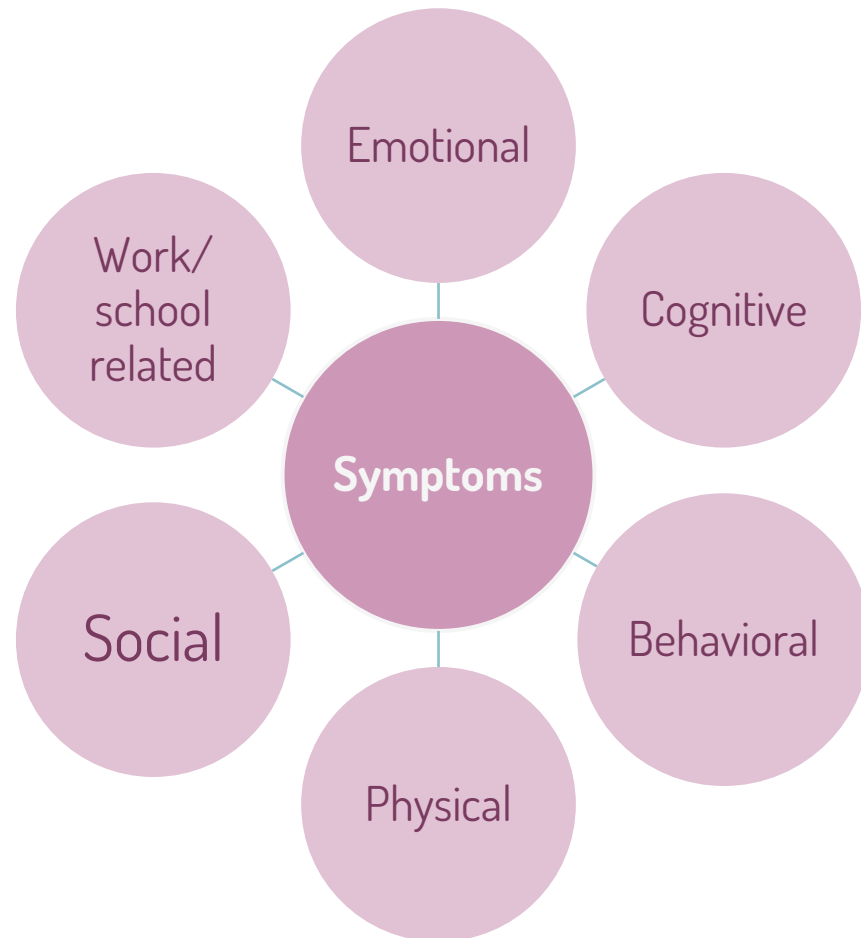 Emotional
Work/
school
related
Cognitive
Symptoms
Social
Behavioral
Physical